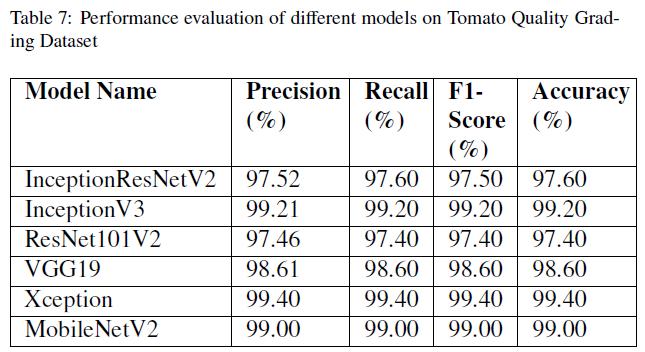 Table 7: Performance evaluation of different models on Tomato Quality Grad-
ing Dataset
Model Name Precision (%) Recall (%) F1-Score (%) Accuracy (%)
InceptionResNetV2 97.52 97.60 97.50 97.60
InceptionV3 99.21 99.20 99.20 99.20
ResNet101V2 97.46 97.40 97.40 97.40
VGG19 98.61 98.60 98.60 98.60
Xception 99.40 99.40 99.40 99.40
MobileNetV2 99.00 99.00 99.00 99.00